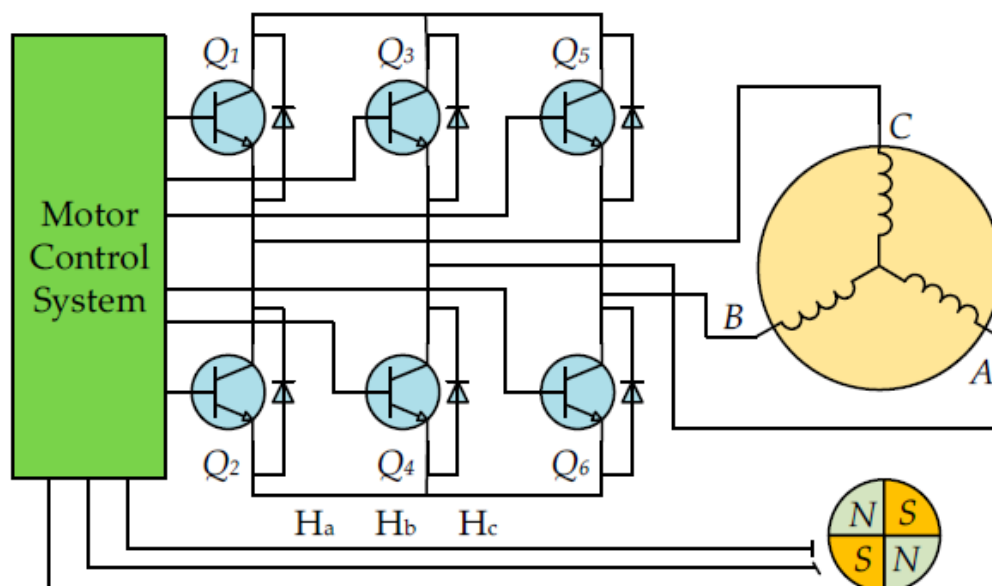 Q1 Q3 Q5
C
Motor
Control
System
B
A
Q2 Q4 Q6
Ha Hb Hc
N S
S N